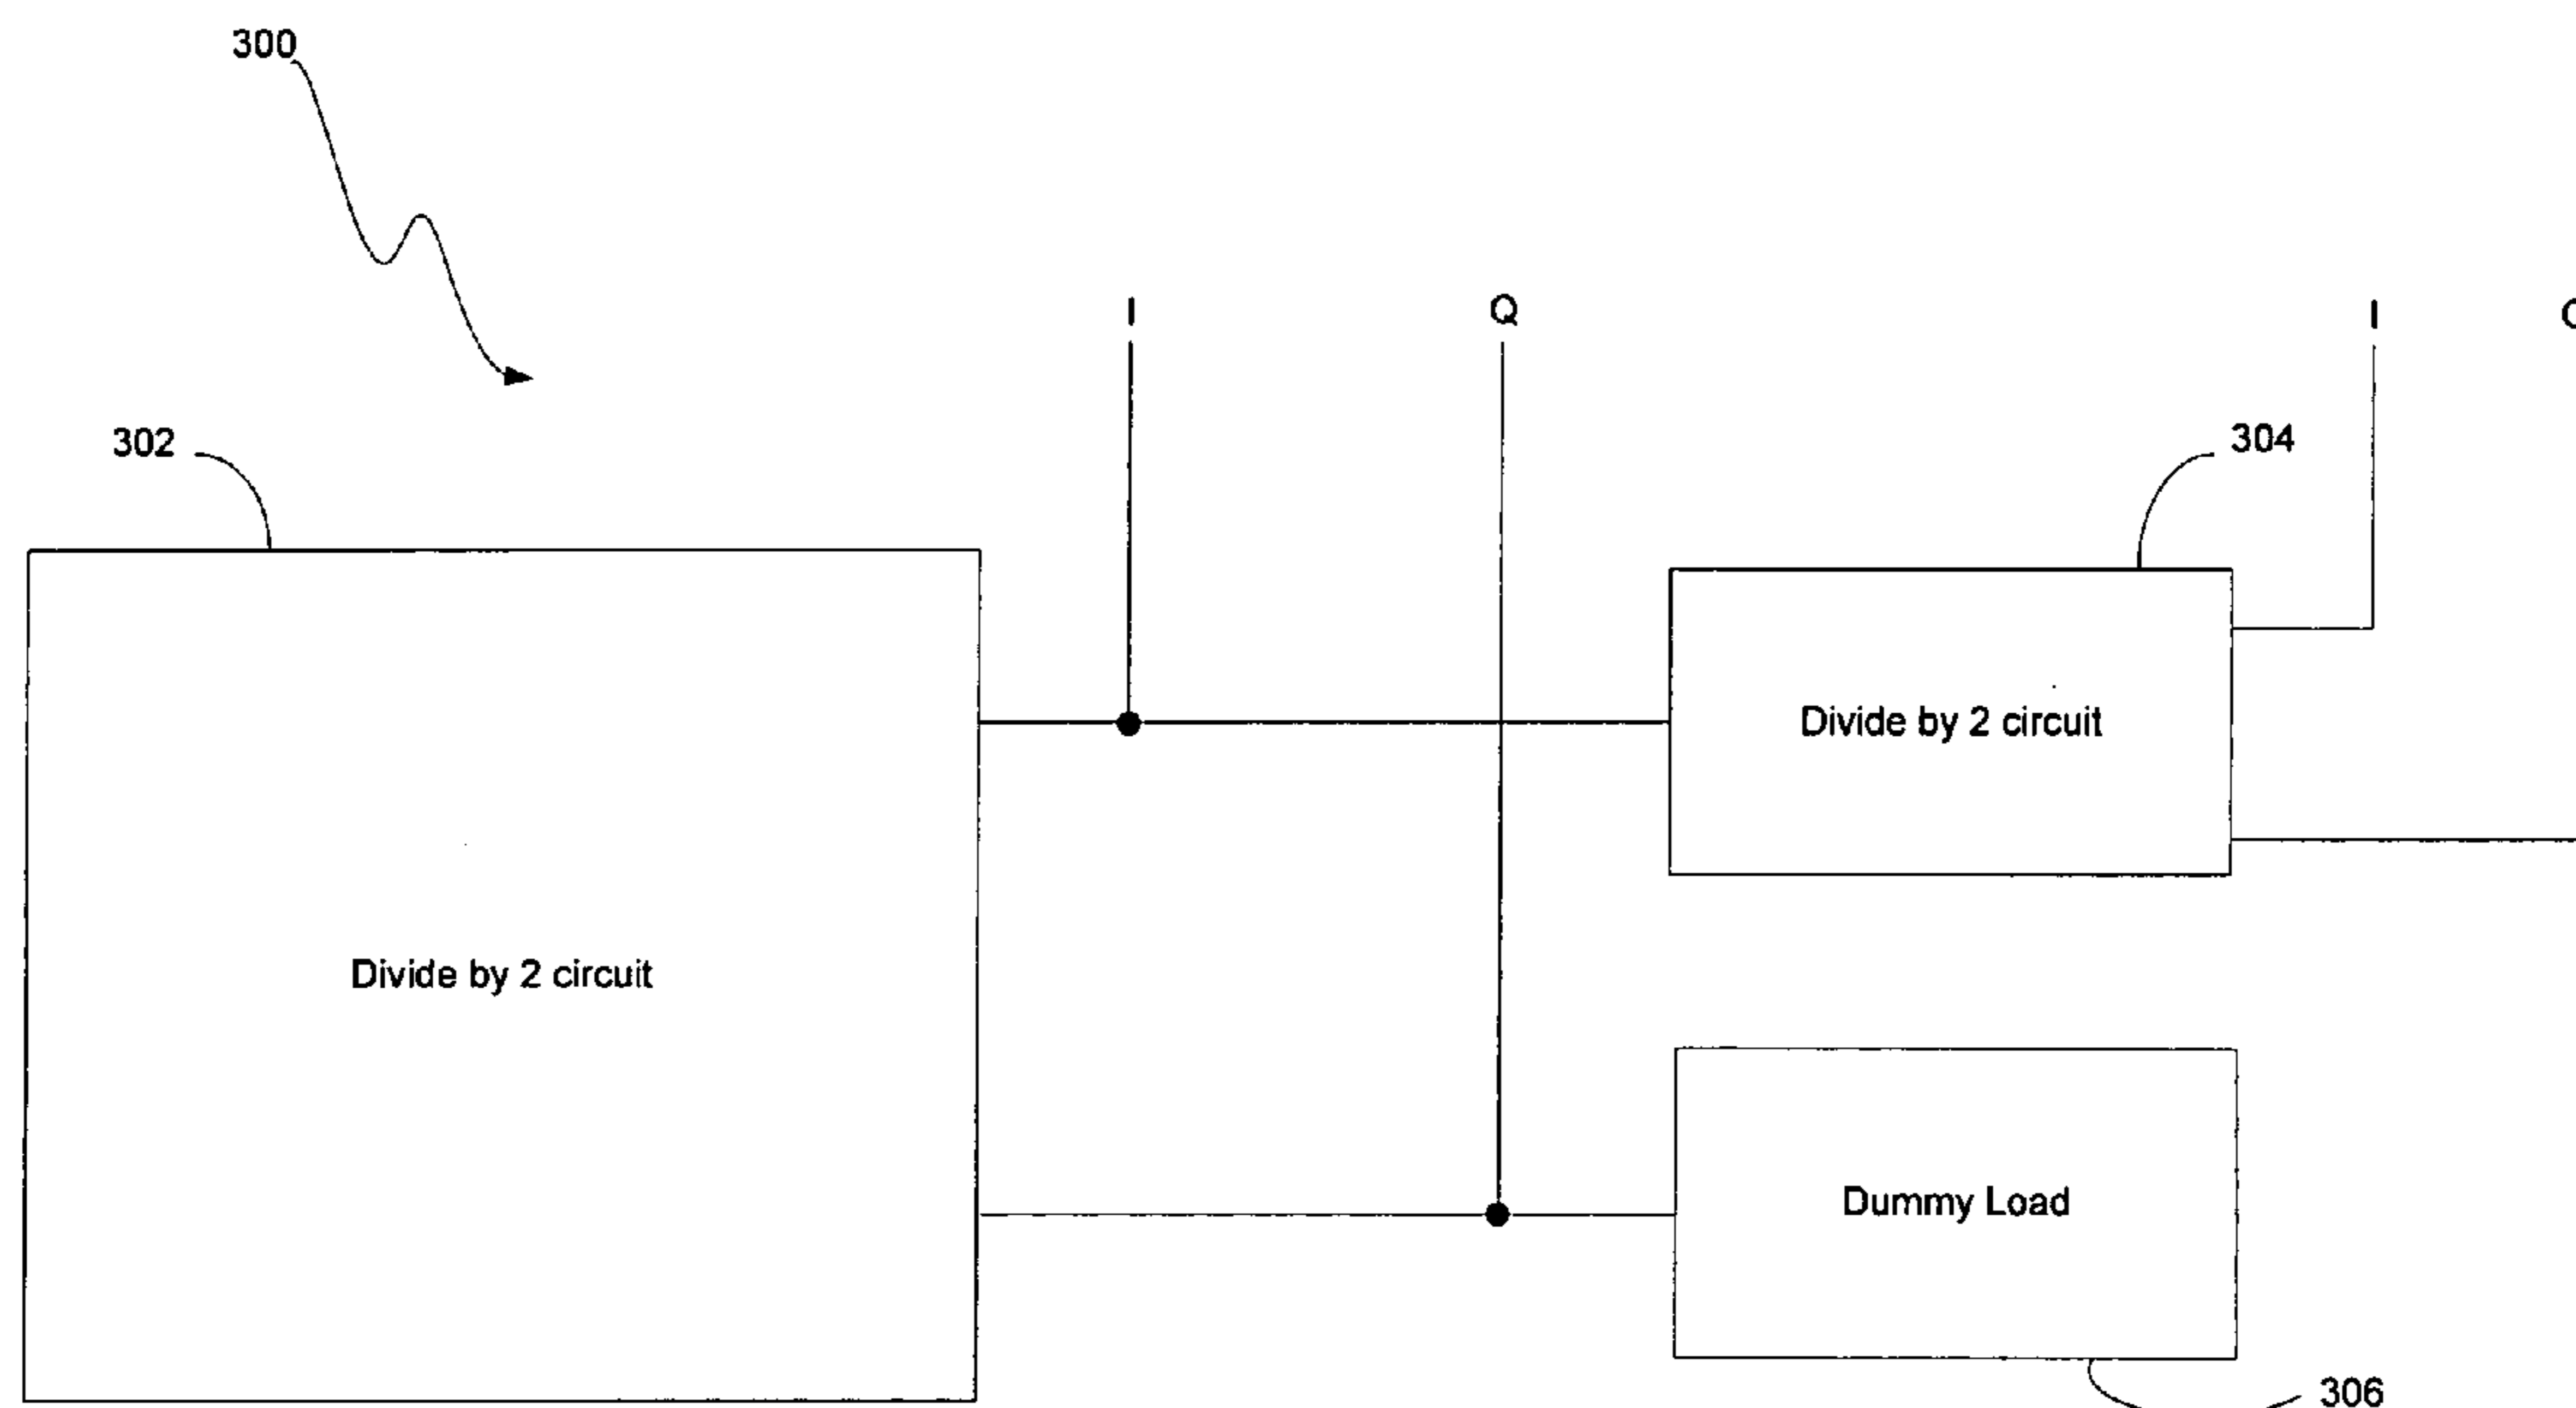 300
I
Q
I
302
304
Divide by 2 circuit
Divide by 2 circuit
Dummy Load
306